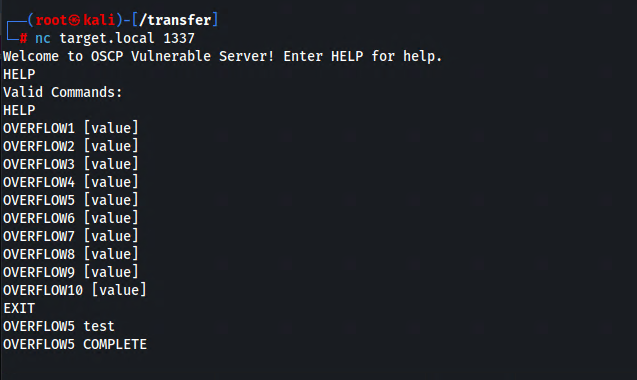 ┌──(root㉿kali)-[/transfer]
└─# nc target.local 1337
Welcome to OSCP Vulnerable Server! Enter HELP for help.
HELP
Valid Commands:
HELP
OVERFLOW1 [value]
OVERFLOW2 [value]
OVERFLOW3 [value]
OVERFLOW4 [value]
OVERFLOW5 [value]
OVERFLOW6 [value]
OVERFLOW7 [value]
OVERFLOW8 [value]
OVERFLOW9 [value]
OVERFLOW10 [value]
EXIT
OVERFLOW5 test
OVERFLOW5 COMPLETE